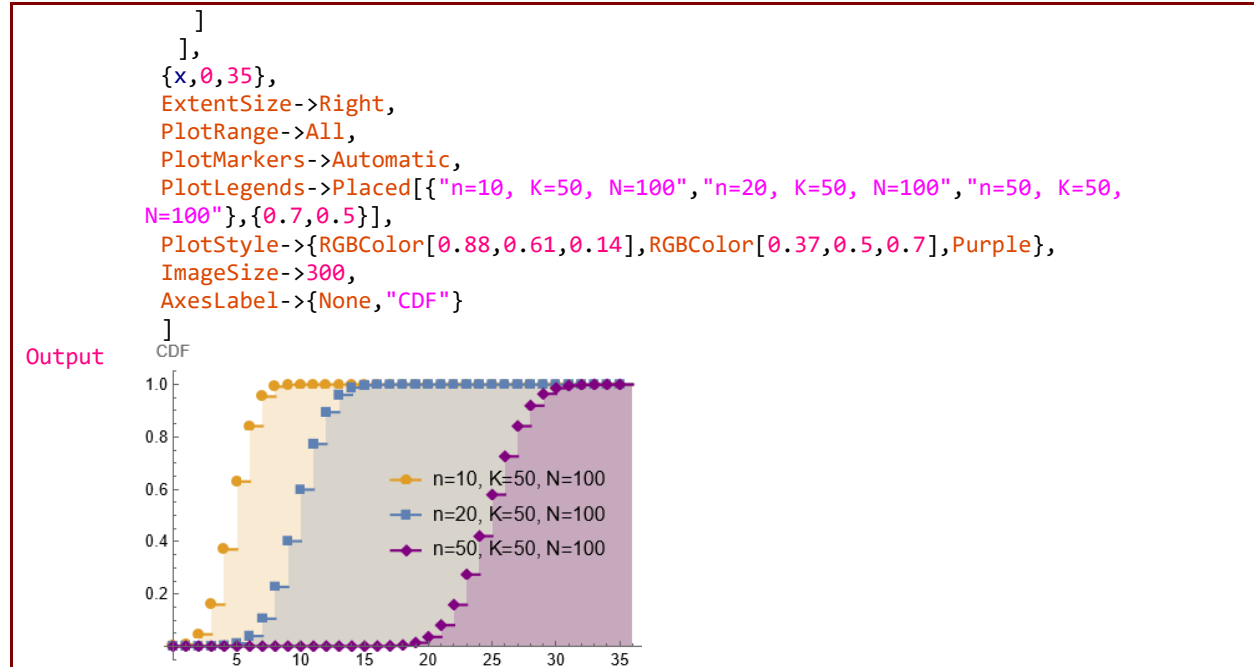 ]
],
{x,0,35},
ExtentSize->Right,
PlotRange->All,
PlotMarkers->Automatic,
PlotLegends->Placed[{"n=10, K=50, N=100","n=20, K=50, N=100","n=50, K=50,
N=100"},{0.7,0.5}],
PlotStyle->{RGBColor[0.88,0.61,0.14],RGBColor[0.37,0.5,0.7],Purple},
ImageSize->300,
AxesLabel->{None,"CDF"}
]
Output
CDF
1.0
0.8
0.6
0.4
0.2
n=10, K=50, N=100
n=20, K=50, N=100
n=50, K=50, N=100
5 10 15 20 25 30 35